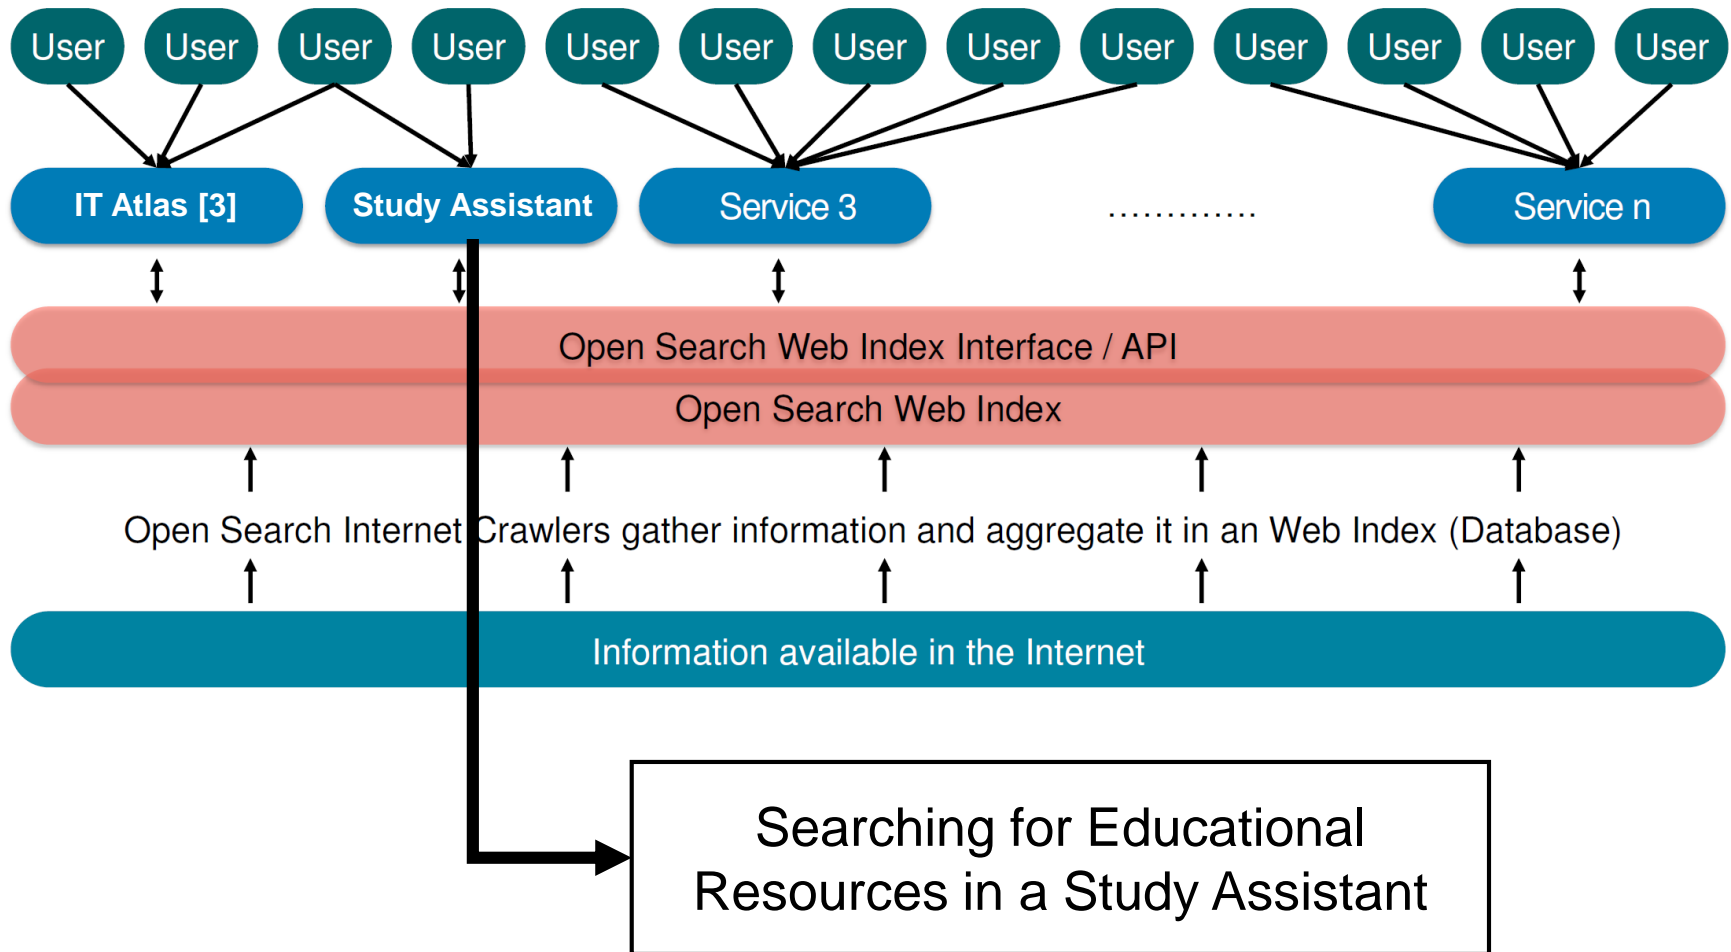 User User User User User User User User User User User User User
IT Atlas [3] Study Assistant Service 3 ............. Service n
Open Search Web Index Interface / API
Open Search Web Index
Open Search Internet Crawlers gather information and aggregate it in an Web Index (Database)
Information available in the Internet
Searching for Educational
Resources in a Study Assistant